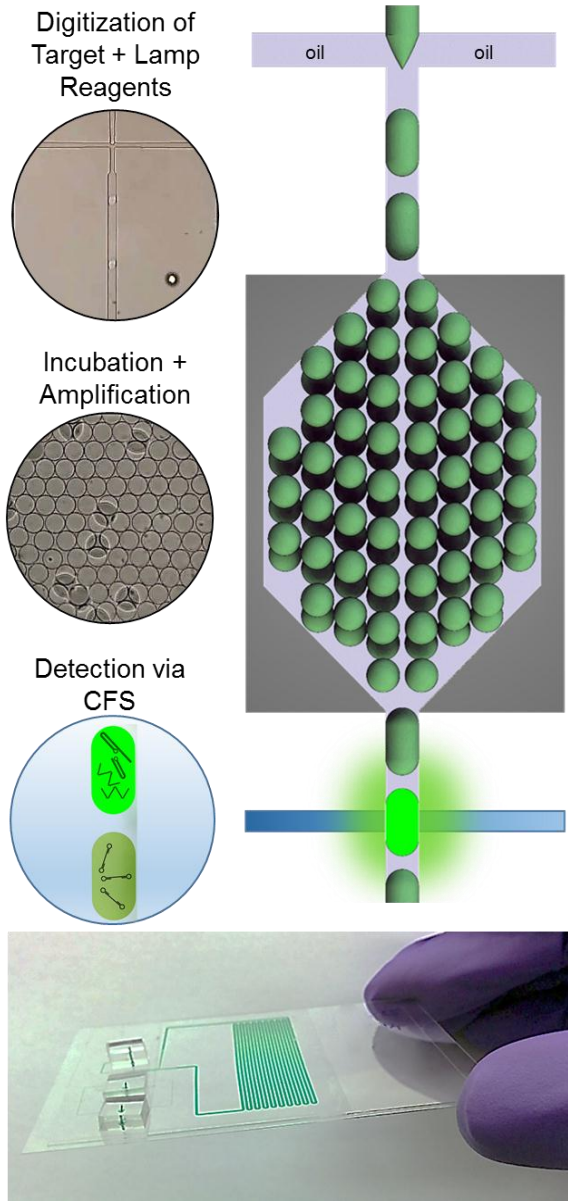 Digitization of
Target + Lamp
Reagents
oil
oil
Incubation +
Amplification
Detection via
CFS